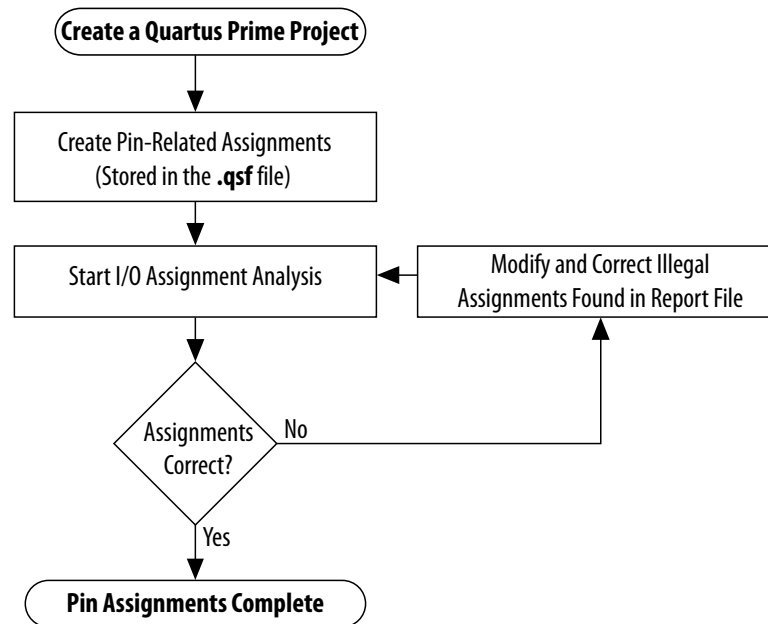 Create a Quartus Prime Project
Create Pin-Related Assignments
(Stored in the .qsf file)
Start I/O Assignment Analysis
Modify and Correct Illegal
Assignments Found in Report File
Assignments
Correct?
No
Yes
Pin Assignments Complete